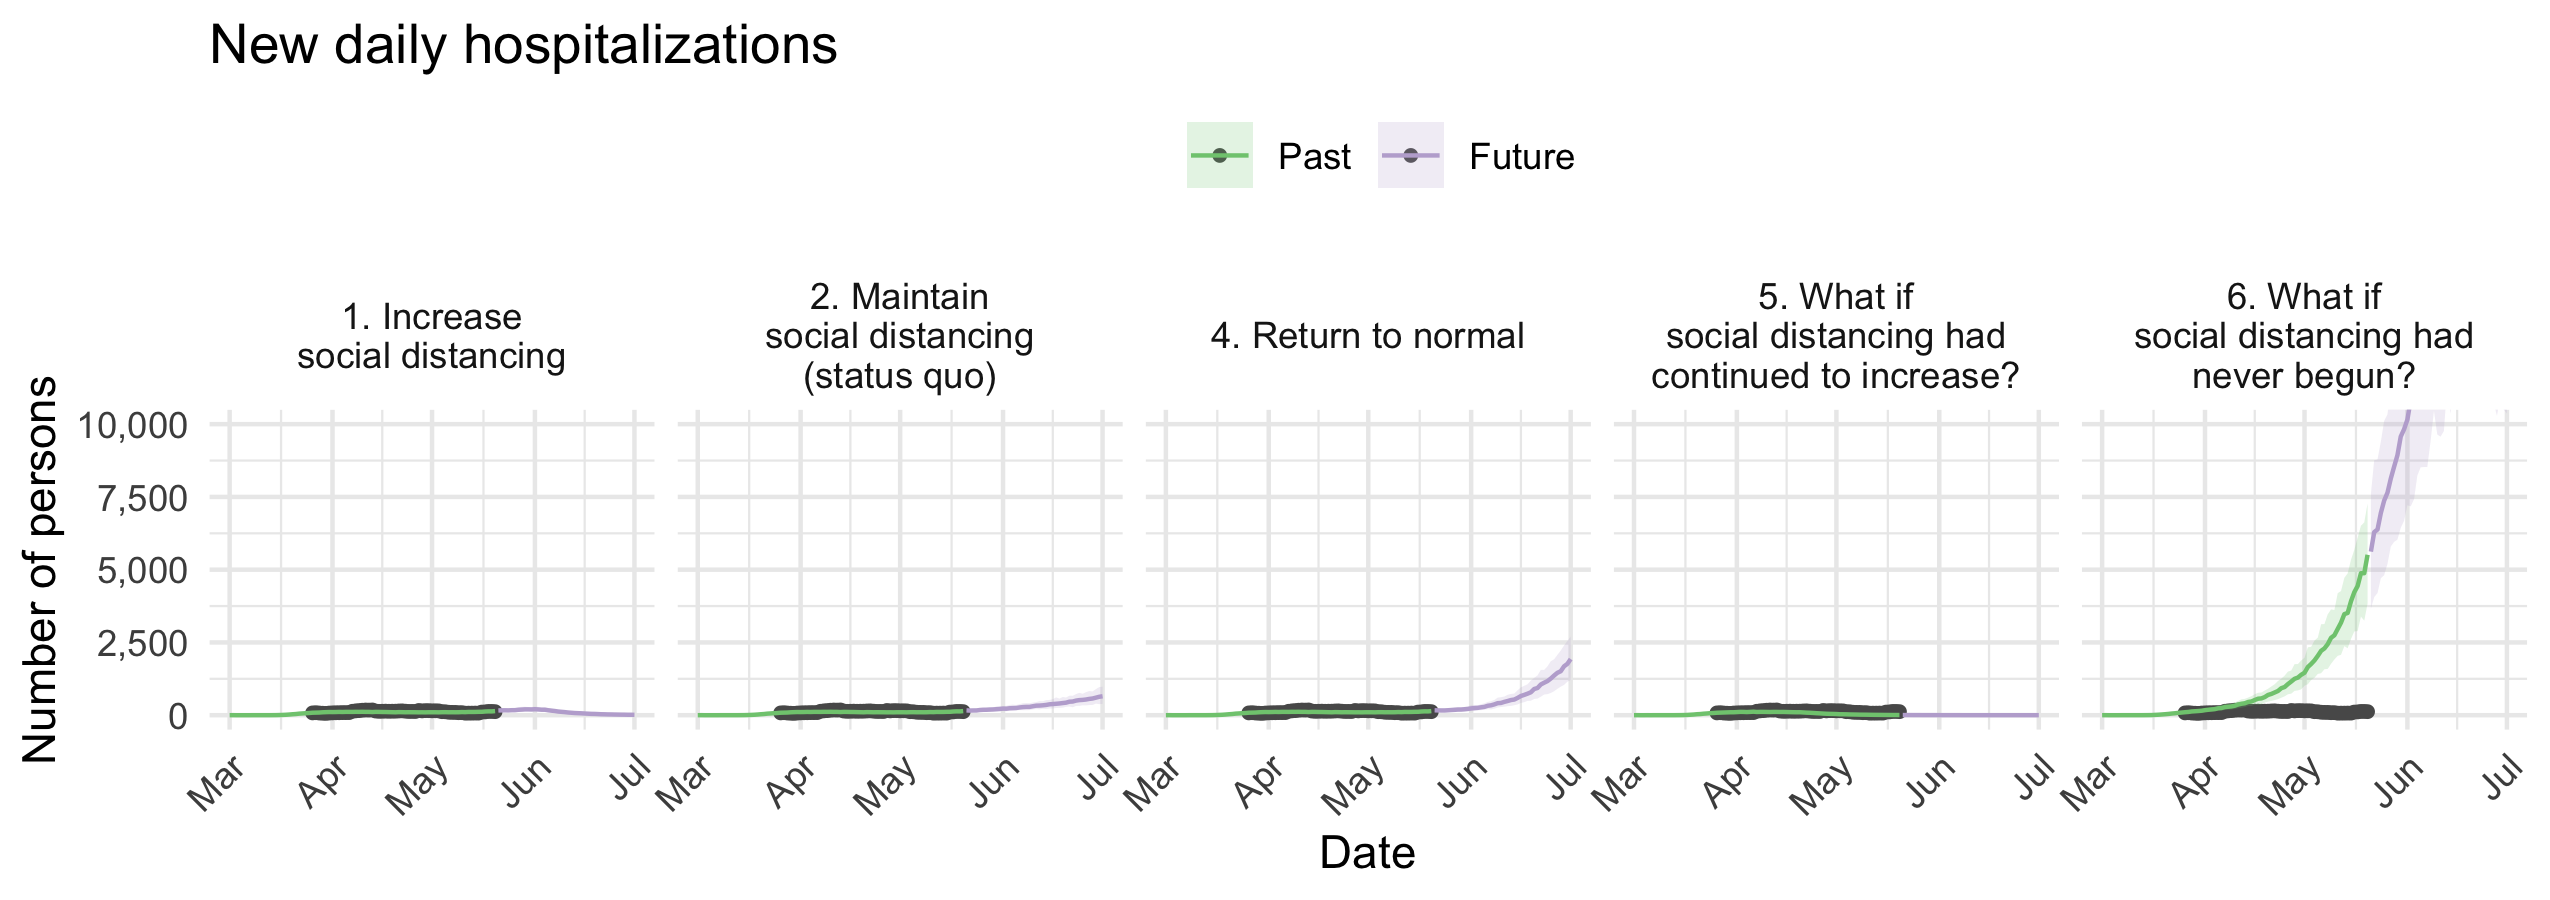 New daily hospitalizations
Past
Future
1. Increase
social distancing
2. Maintain
social distancing
(status quo)
4. Return to normal
5. What if
social distancing had
continued to increase?
6. What if
social distancing had
never begun?
Number of persons
10,000
7,500
5,000
2,500
0
Mar Apr May Jun Jul
Mar Apr May Jun Jul
Mar Apr May Jun Jul
Mar Apr May Jun Jul
Mar Apr May Jun Jul
Date